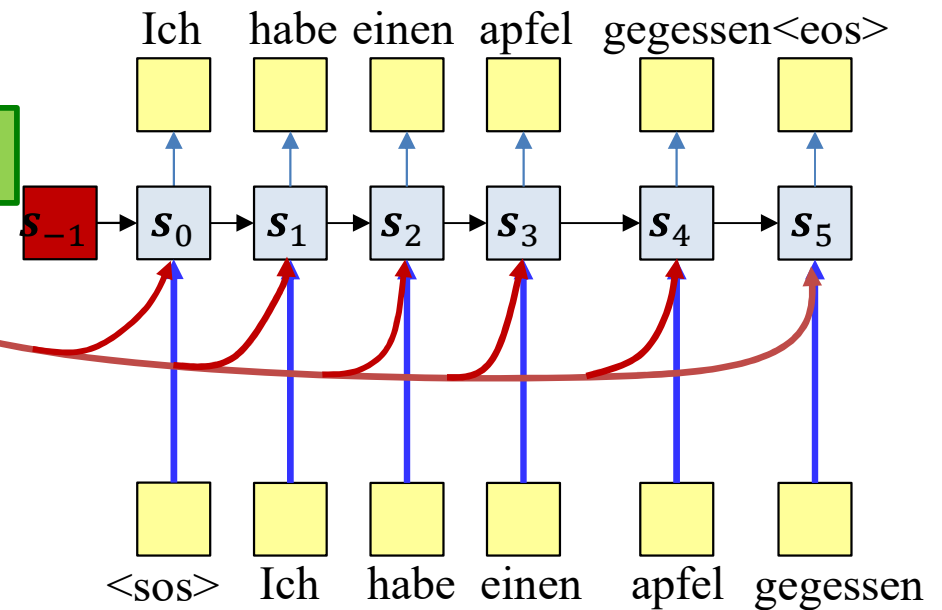 Ich habe einen apfel gegessen<eos>
s₋₁ s₀ s₁ s₂ s₃ s₄ s₅
<sos> Ich habe einen apfel gegessen